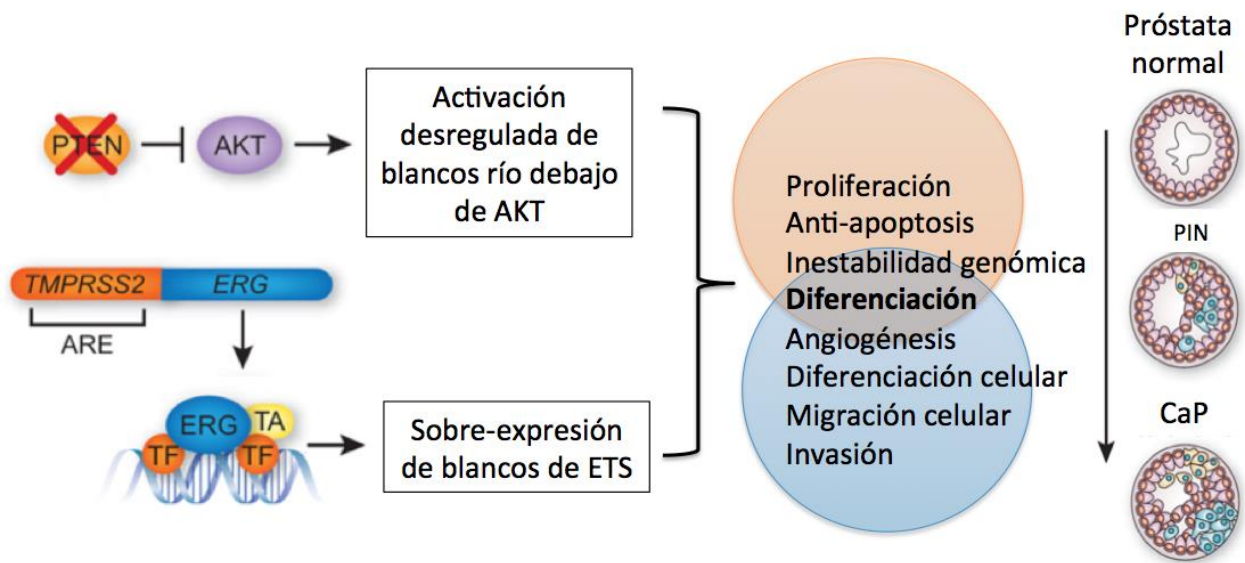 PTEN
AKT
Activación
desregulada de
blancos río debajo
de AKT
TMPRSS2
ERG
ARE
ERG
TA
TF
TF
Sobre-expresión
de blancos de ETS
Proliferación
Anti-apoptosis
Inestabilidad genómica
Diferenciación
Angiogénesis
Diferenciación celular
Migración celular
Invasión
Próstata
normal
PIN
CaP